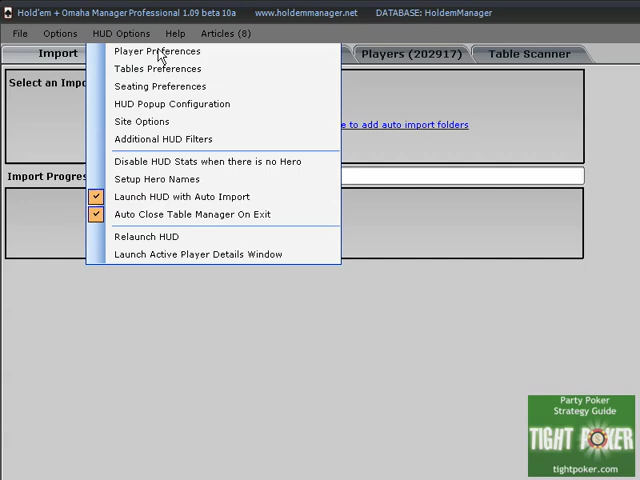 Hold'em + Omaha Manager Professional 1.09 beta 10a www.holdemmanager.net DATABASE: HoldemManager
File Options HUD Options Help Articles (8)
Import Players (202917) Table Scanner
Player Preferences
Tables Preferences
Select an Impo
Seating Preferences
HUD Popup Configuration
Site Options
e to add auto import folders
Additional HUD Filters
Disable HUD Stats when there is no Hero
Import Progres
Setup Hero Names
Launch HUD with Auto Import
Auto Close Table Manager On Exit
Relaunch HUD
Launch Active Player Details Window
Party Poker
Strategy Guide
TIGHT POKER
tightpoker.com